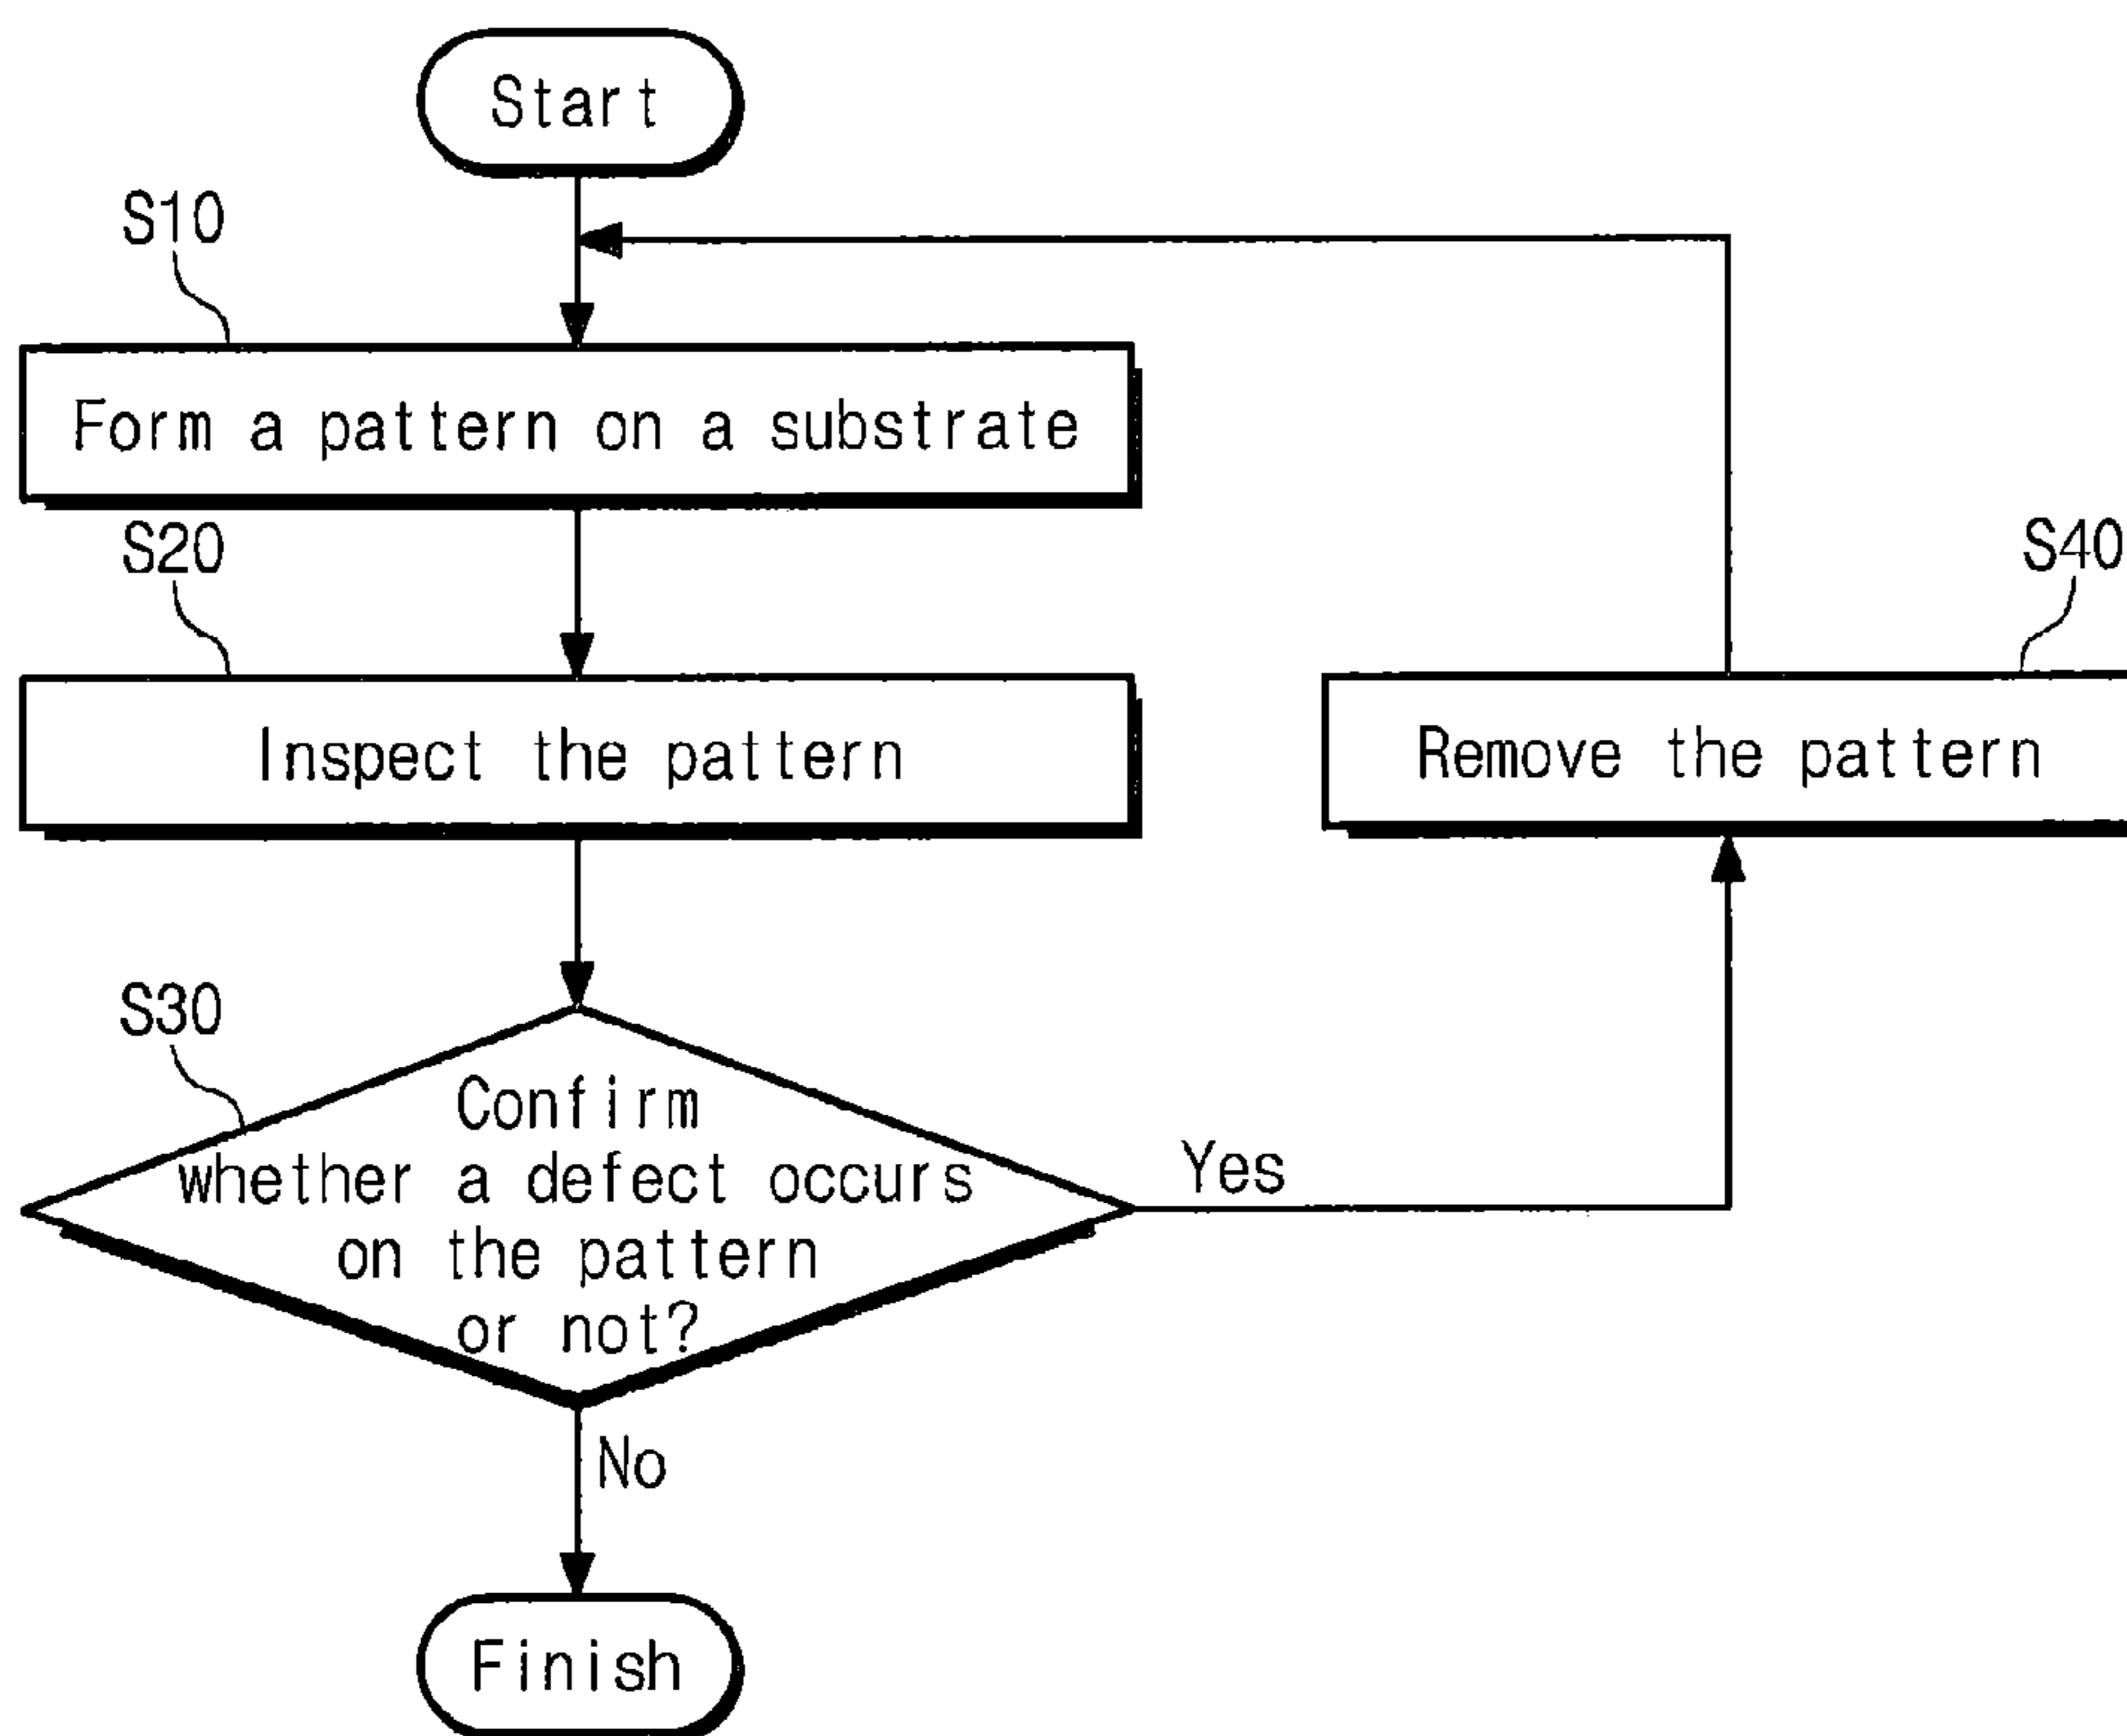 Start
S10
Form a pattern on a substrate
S20
Inspect the pattern
S40
Remove the pattern
S30
Confirm
whether a defect occurs
on the pattern
or not?
Yes
No
Finish